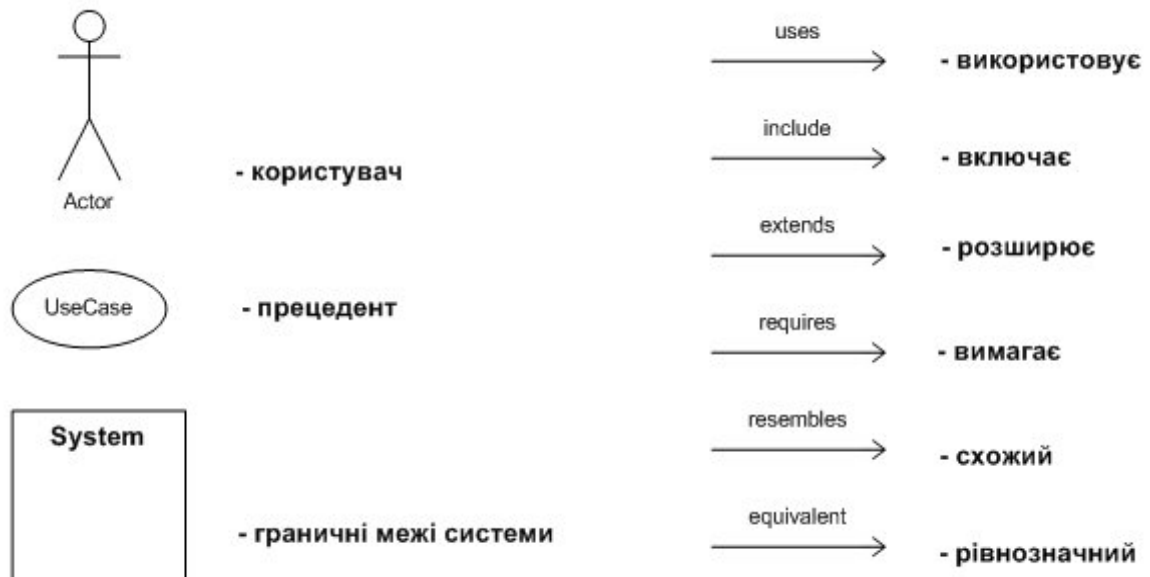 Actor
- користувач
UseCase
- прецедент
System
- граничні межі системи
uses
- використовує
include
- включає
extends
- розширює
requires
- вимагає
resembles
- схожий
equivalent
- рівнозначний